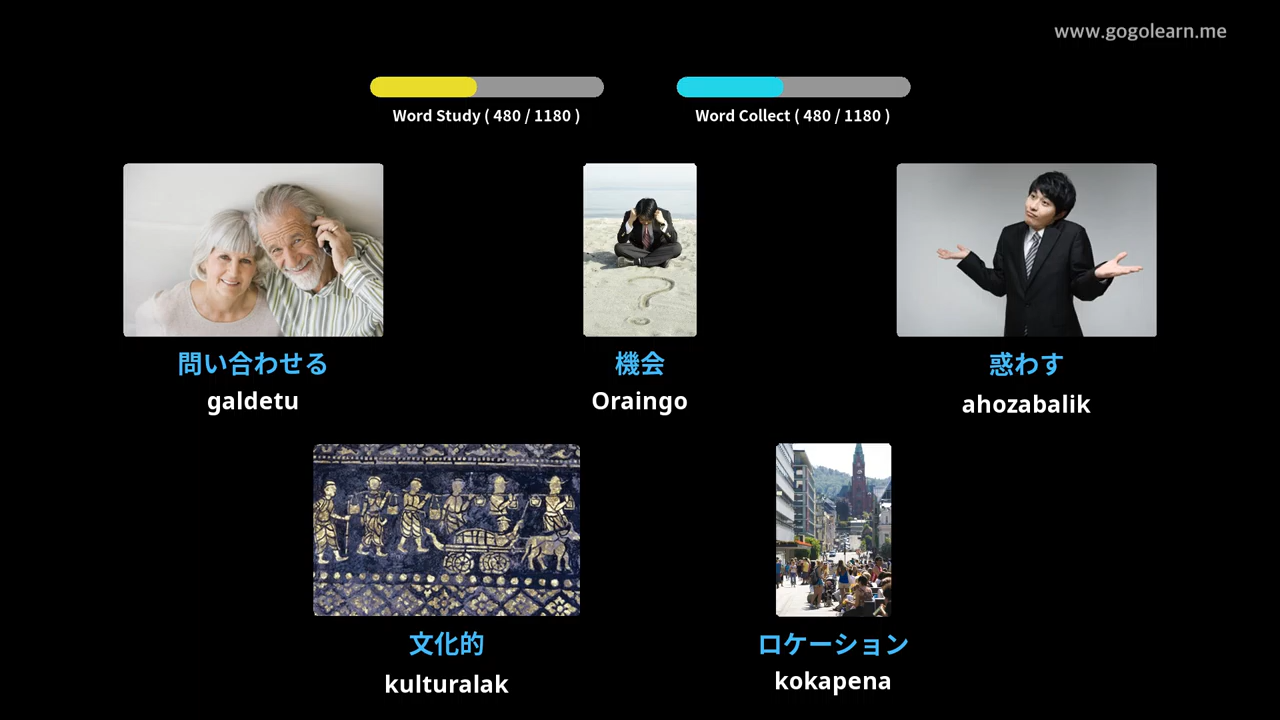 www.gogolearn.me
Word Study ( 480 / 1180 )
Word Collect ( 480 / 1180 )
問い合わせる
galdetu
機会
Oraingo
惑わす
ahozabalik
文化的
kulturalak
ロケーション
kokapena